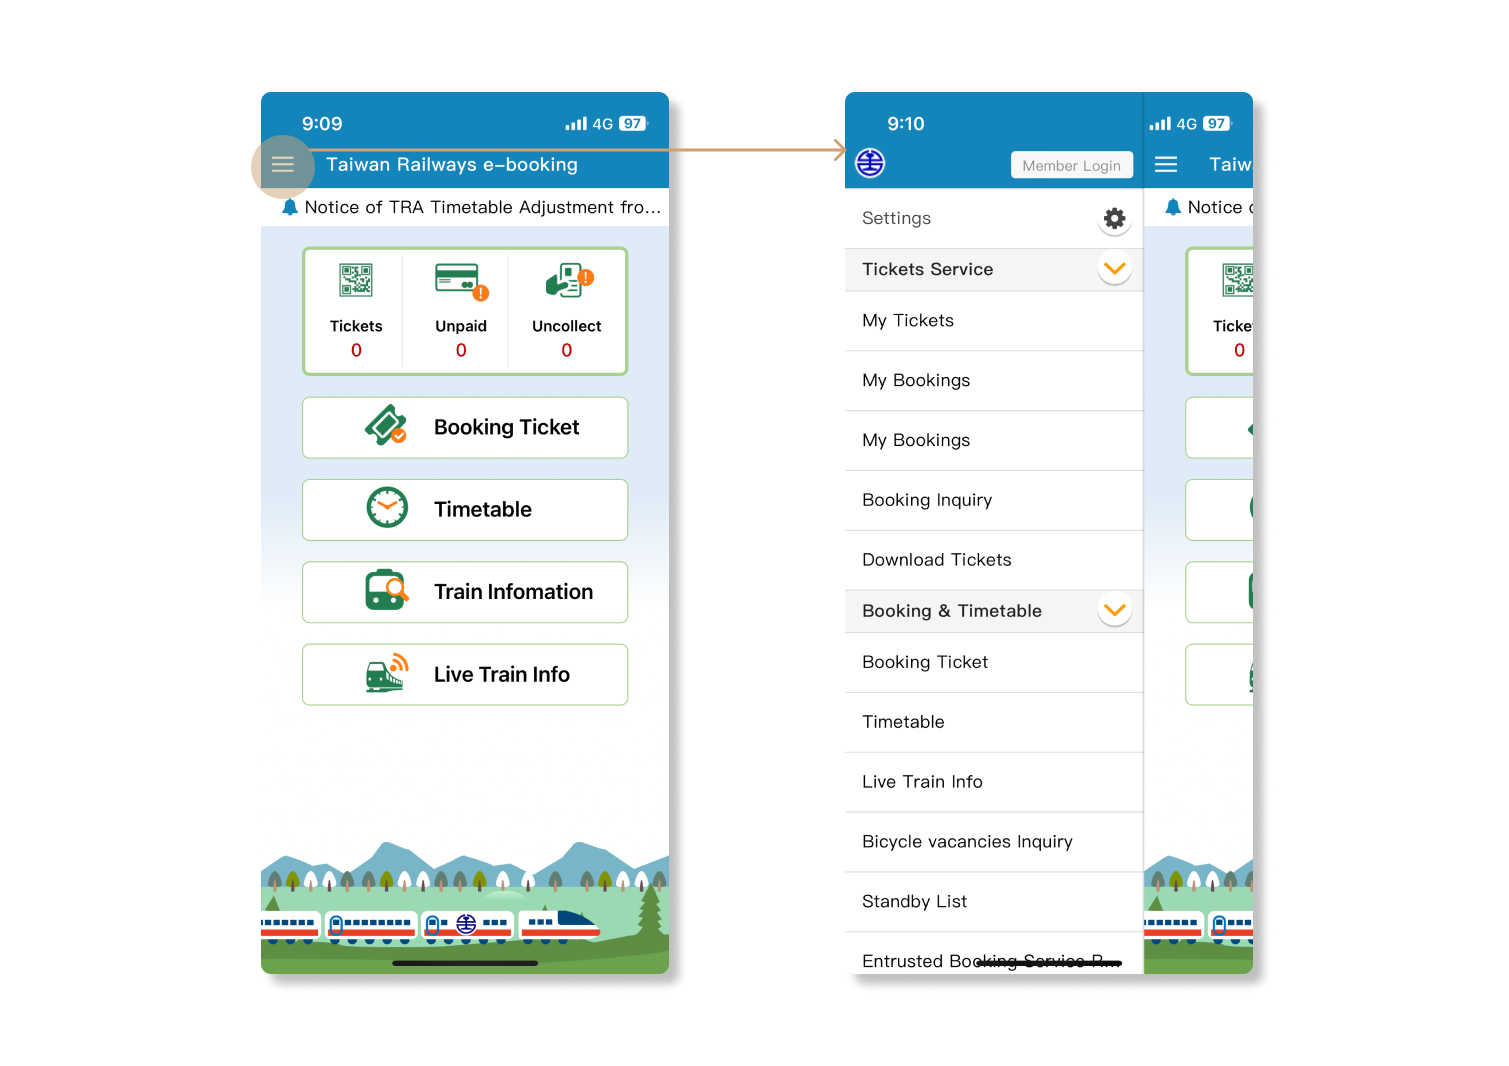 9:09
4G 97
Taiwan Railways e-booking
Notice of TRA Timetable Adjustment fro...
Tickets
0
Unpaid
0
Uncollect
0
Booking Ticket
Timetable
Train Infomation
Live Train Info
9:10
4G 97
Member Login
Taiw
Notice
Settings
Tickets Service
My Tickets
My Bookings
My Bookings
Booking Inquiry
Download Tickets
Booking & Timetable
Booking Ticket
Timetable
Live Train Info
Bicycle vacancies Inquiry
Standby List
Entrusted Booking Service R...
Ticke
0